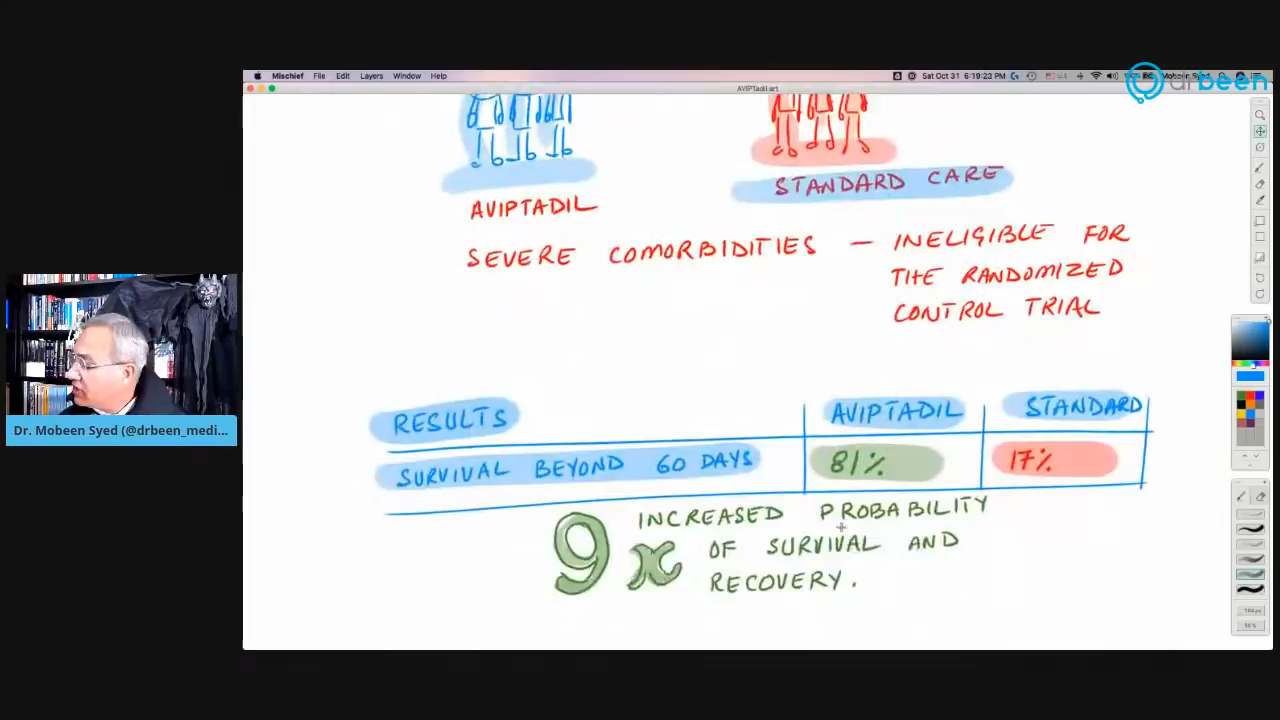 Mischief File Edit Layers Window Help
Sat Oct 31 6:19:23 PM
Mobeen Syed
drbeen
AVIPTadil.art
STANDARD CARE
AVIPTADIL
SEVERE COMORBIDITIES — INELIGIBLE FOR
THE RANDOMIZED
CONTROL TRIAL
RESULTS AVIPTADIL STANDARD
SURVIVAL BEYOND 60 DAYS 81% 17%
9x INCREASED PROBABILITY
OF SURVIVAL AND
RECOVERY.
Dr. Mobeen Syed (@drbeen_medi...